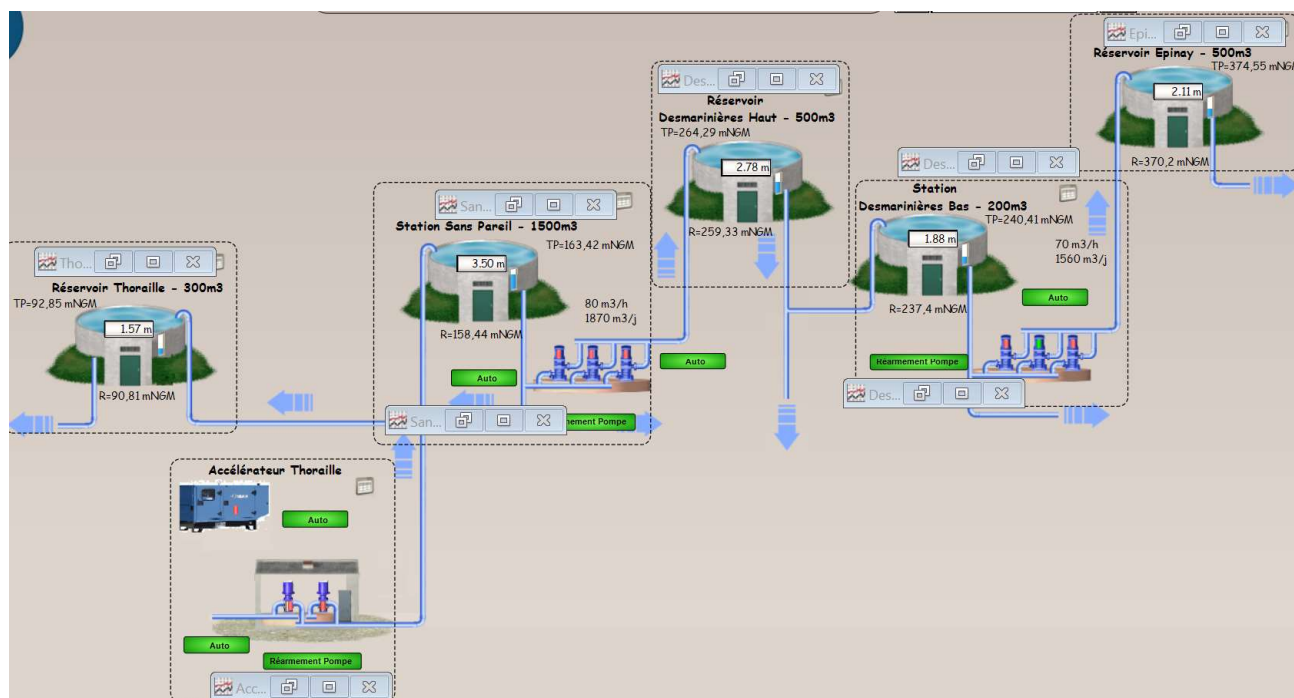 Epi...
Réservoir Epinay - 500m3
TP=374,55 mNGM
2.11 m
R=370,2 mNGM
Des...
Réservoir
Desmarinières Haut - 500m3
TP=264,29 mNGM
2.78 m
R=259,33 mNGM
Des...
Station
Desmarinières Bas - 200m3
TP=240,41 mNGM
1.88 m
70 m3/h
1560 m3/j
R=237,4 mNGM
Auto
Réarmement Pompe
Des...
San...
Station Sans Pareil - 1500m3
TP=163,42 mNGM
3.50 m
80 m3/h
1870 m3/j
R=158,44 mNGM
Auto
Auto
San...
nement Pompe
Tho...
Réservoir Thoraille - 300m3
TP=92,85 mNGM
1.57 m
R=90,81 mNGM
Accélérateur Thoraille
Auto
Auto
Réarmement Pompe
Acc...